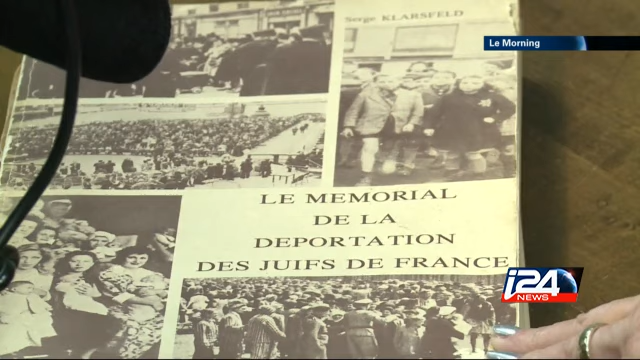 Serge KLARSFELD
Le Morning
LE MEMORIAL
DE LA
DEPORTATION
DES JUIFS DE FRANCE
i24
NEWS